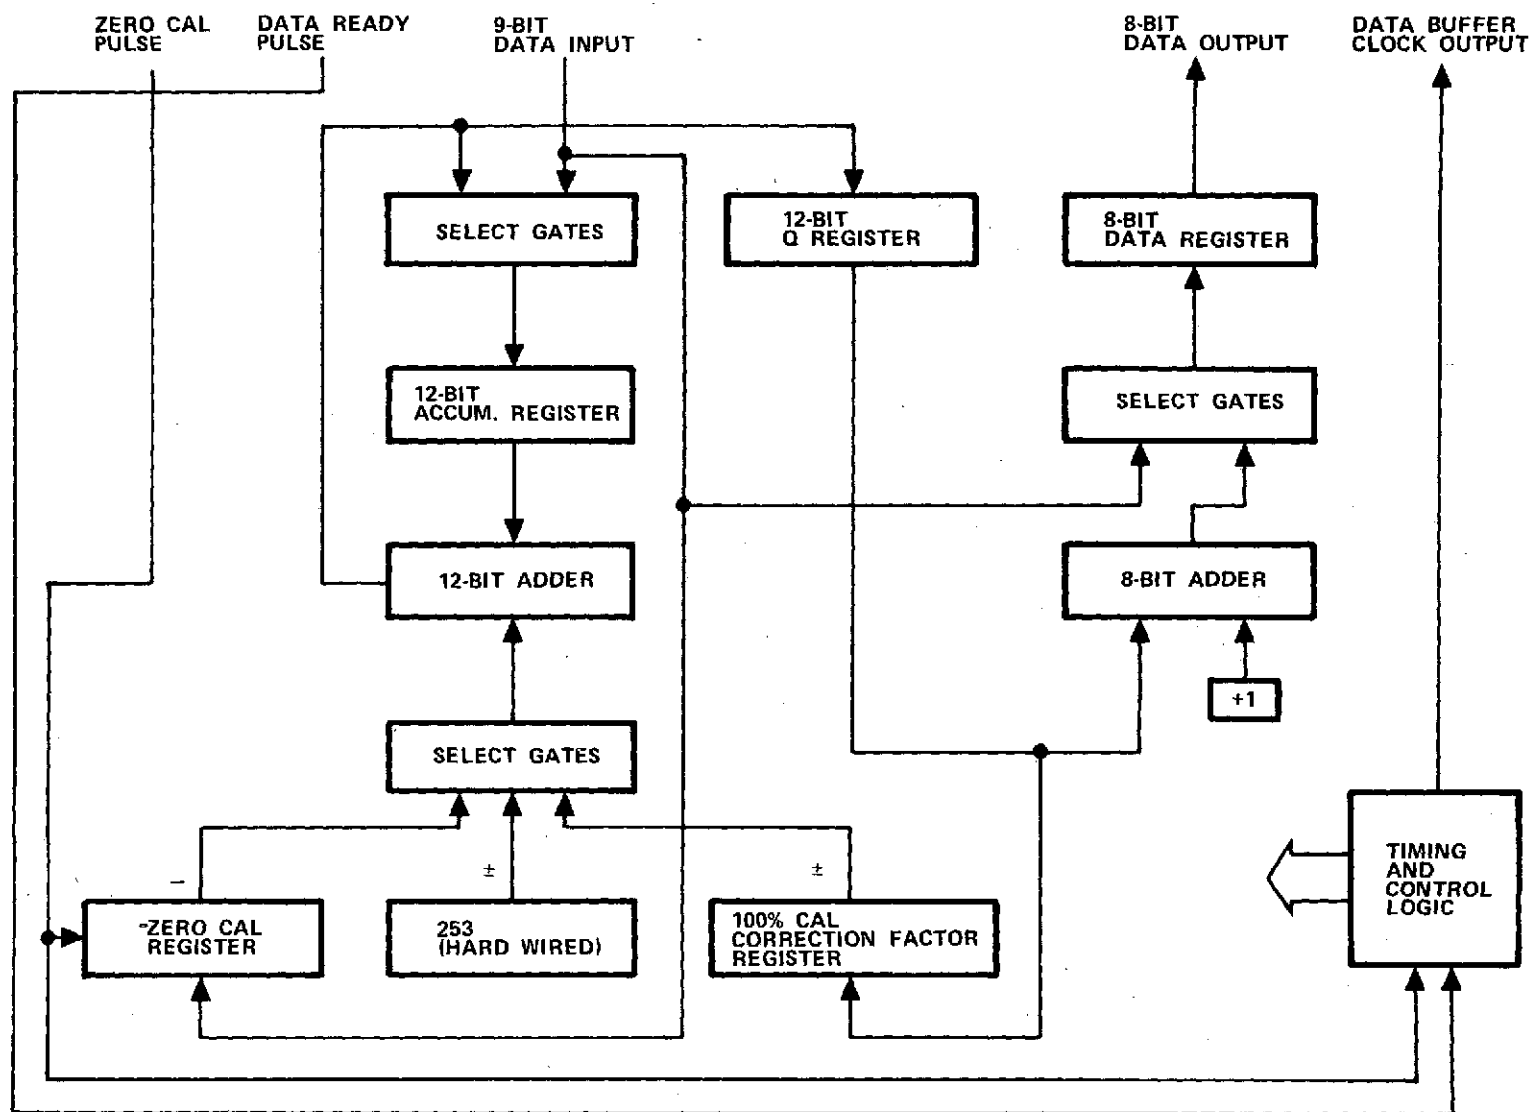 ZERO CAL
PULSE
DATA READY
PULSE
9-BIT
DATA INPUT
8-BIT
DATA OUTPUT
DATA BUFFER
CLOCK OUTPUT
SELECT GATES
12-BIT
Q REGISTER
8-BIT
DATA REGISTER
12-BIT
ACCUM. REGISTER
SELECT GATES
12-BIT ADDER
8-BIT ADDER
+1
SELECT GATES
TIMING
AND
CONTROL
LOGIC
–
±
±
-ZERO CAL
REGISTER
253
(HARD WIRED)
100% CAL
CORRECTION FACTOR
REGISTER